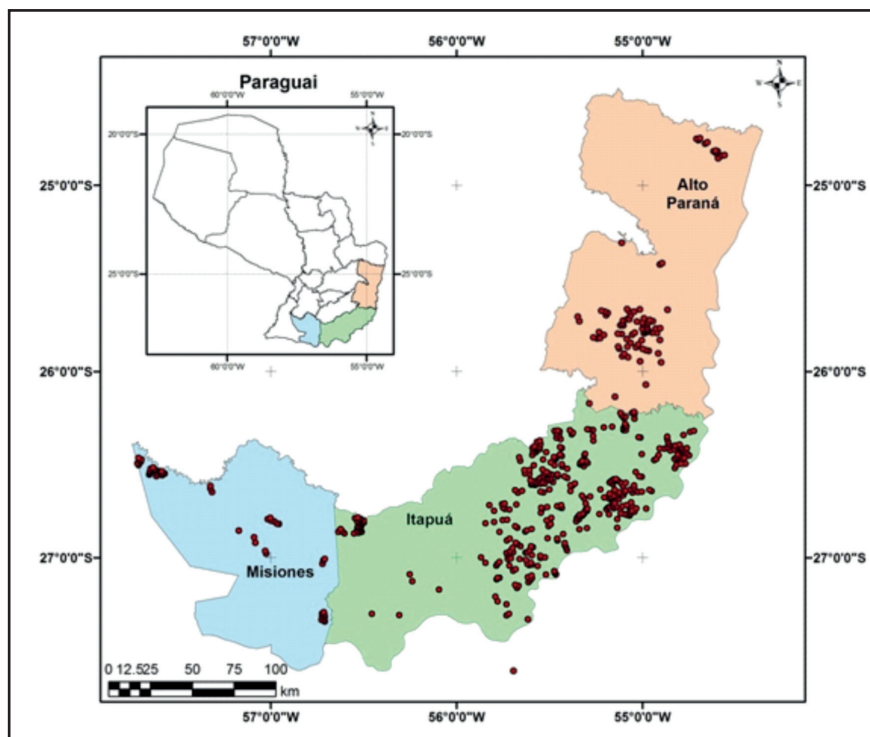 57°0'0"W 56°0'0"W 55°0'0"W
Paraguai
60°0'0"W 55°0'0"W
N
W E
S
20°0'0"S 20°0'0"S
25°0'0"S 25°0'0"S
60°0'0"W 55°0'0"W
N
W E
S
25°0'0"S 25°0'0"S
Alto
Paraná
26°0'0"S 26°0'0"S
Itapuá
27°0'0"S 27°0'0"S
Misiones
0 12.525 50 75 100
km
57°0'0"W 56°0'0"W 55°0'0"W